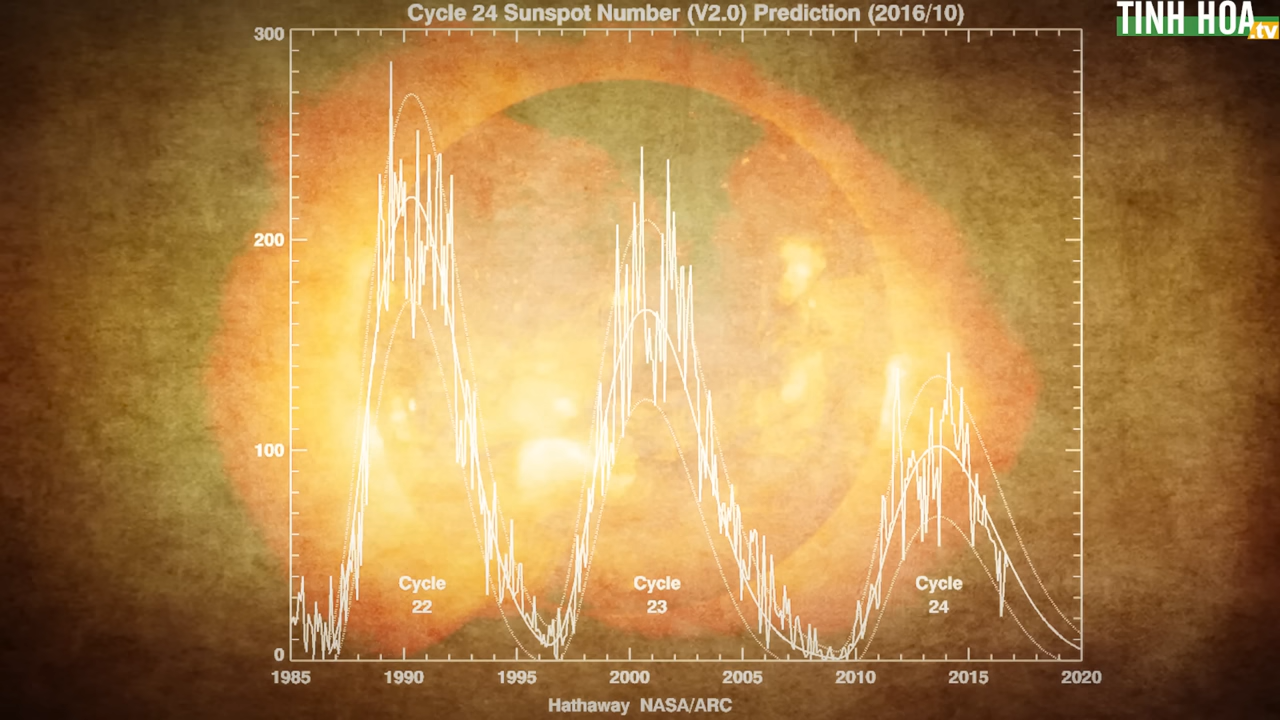 Cycle 24 Sunspot Number (V2.0) Prediction (2016/10)
TINH HOA
.tv
300
200
100
0
Cycle
22
Cycle
23
Cycle
24
1985 1990 1995 2000 2005 2010 2015 2020
Hathaway NASA/ARC